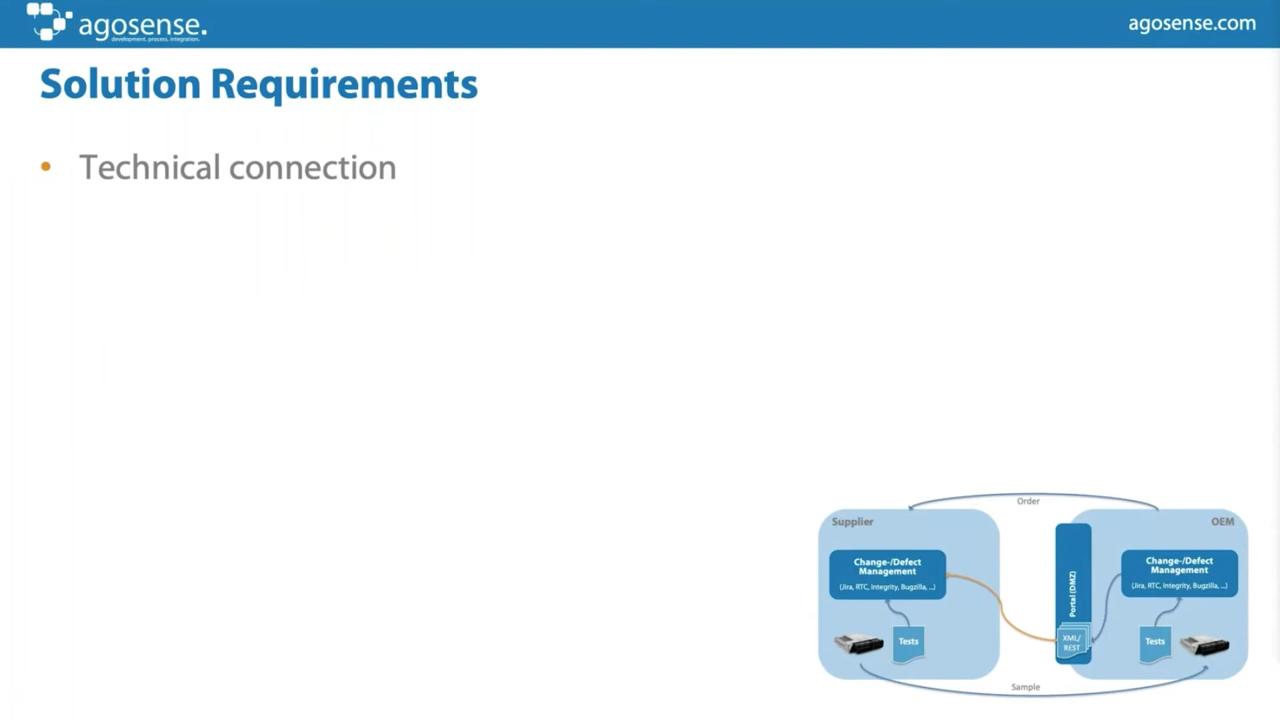 agosense.
development. process. integration.
agosense.com
Solution Requirements
• Technical connection
Order
Supplier
OEM
Change-/Defect
Management
(Jira, RTC, Integrity, Bugzilla, ...)
Portal (DMZ)
Change-/Defect
Management
(Jira, RTC, Integrity, Bugzilla, ...)
Tests
XML/
REST
Tests
Sample